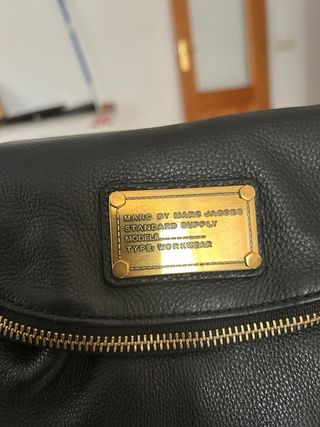 MARC BY MARC JACOBS
STANDARD SUPPLY
MODEL#--------
TYPE: WORKWEAR